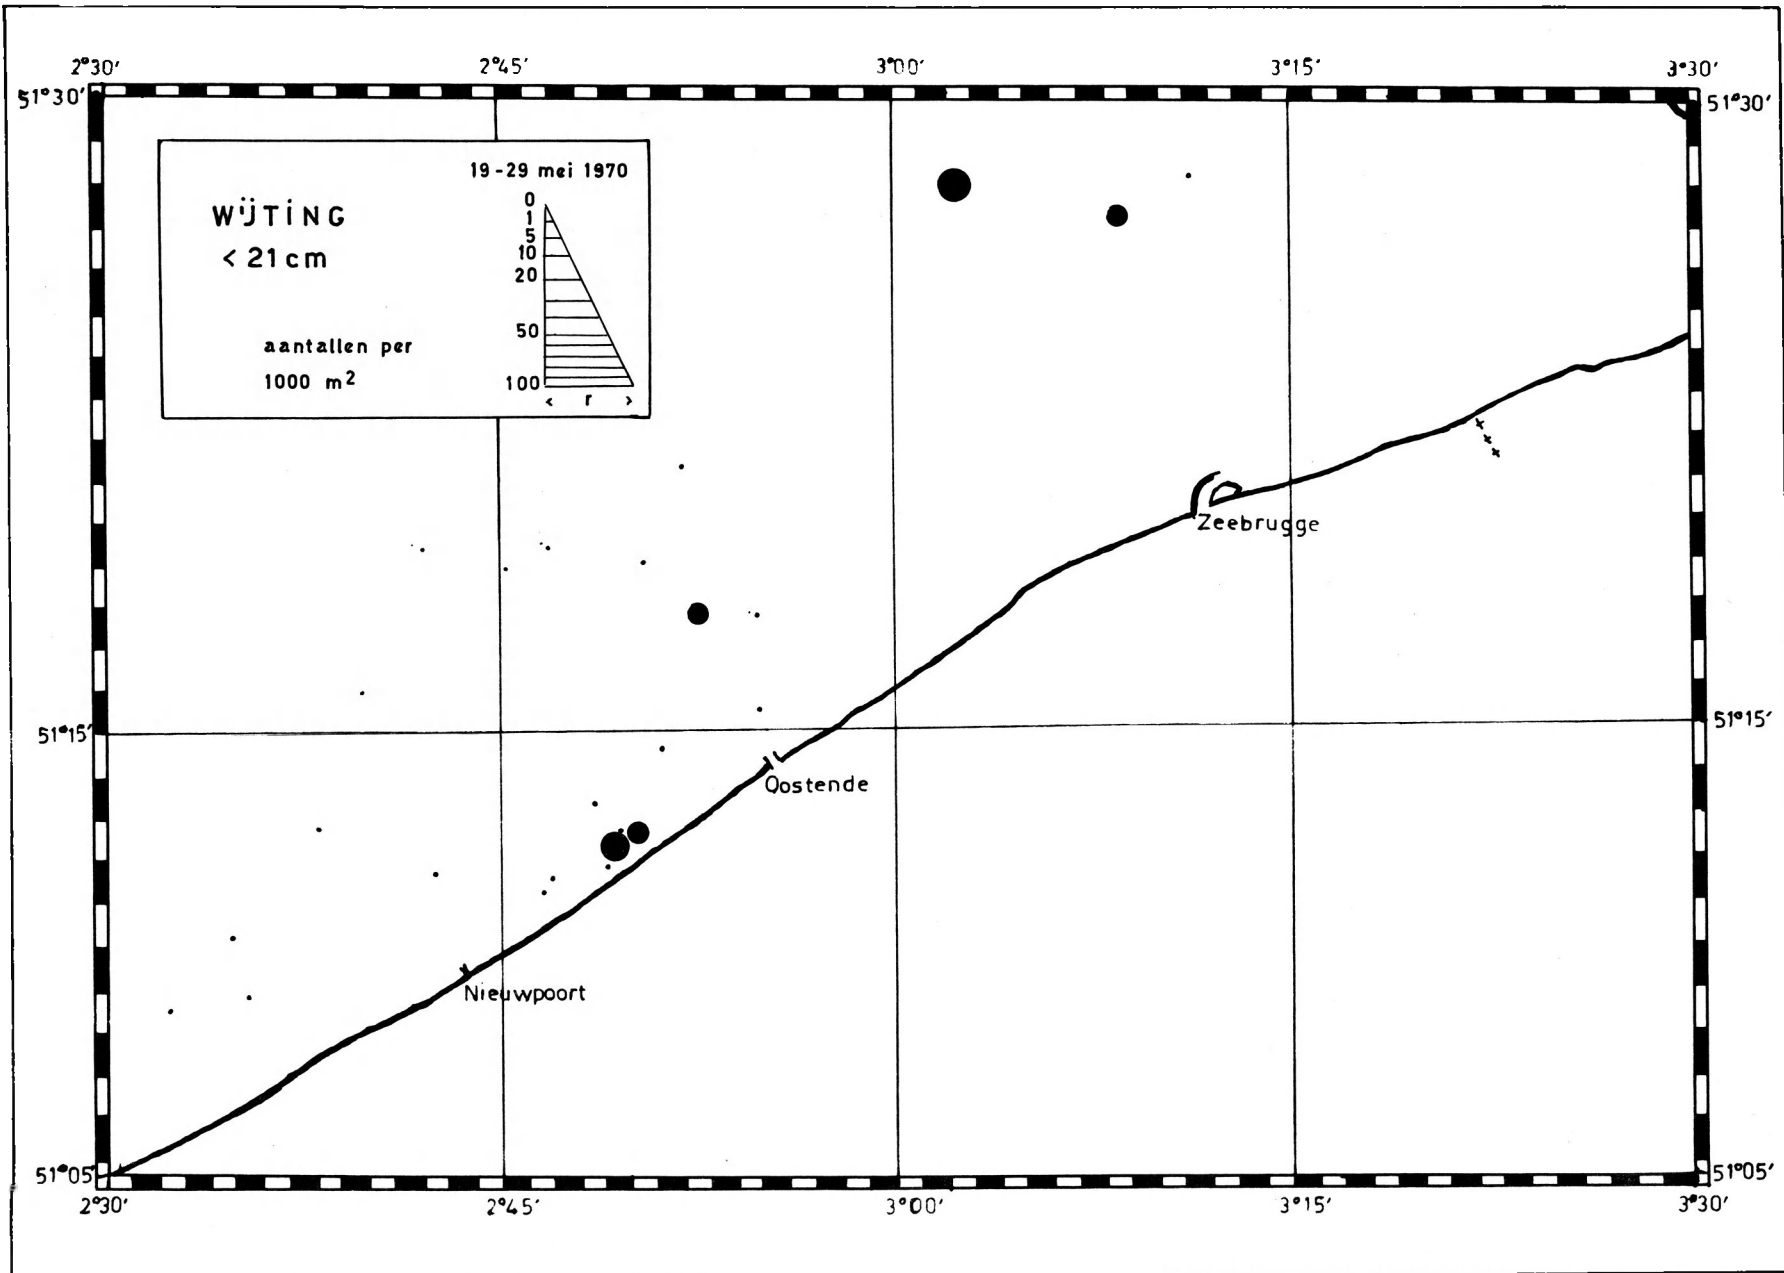 2°30′ 2°45′ 3°00′ 3°15′ 3°30′
51°30′ 51°30′
19-29 mei 1970
WIJTING
< 21 cm
aantallen per
1000 m²
0
1
5
10
20
50
100
< r >
Zeebrugge
51°15′ 51°15′
Oostende
Nieuwpoort
51°05′ 51°05′
2°30′ 2°45′ 3°00′ 3°15′ 3°30′